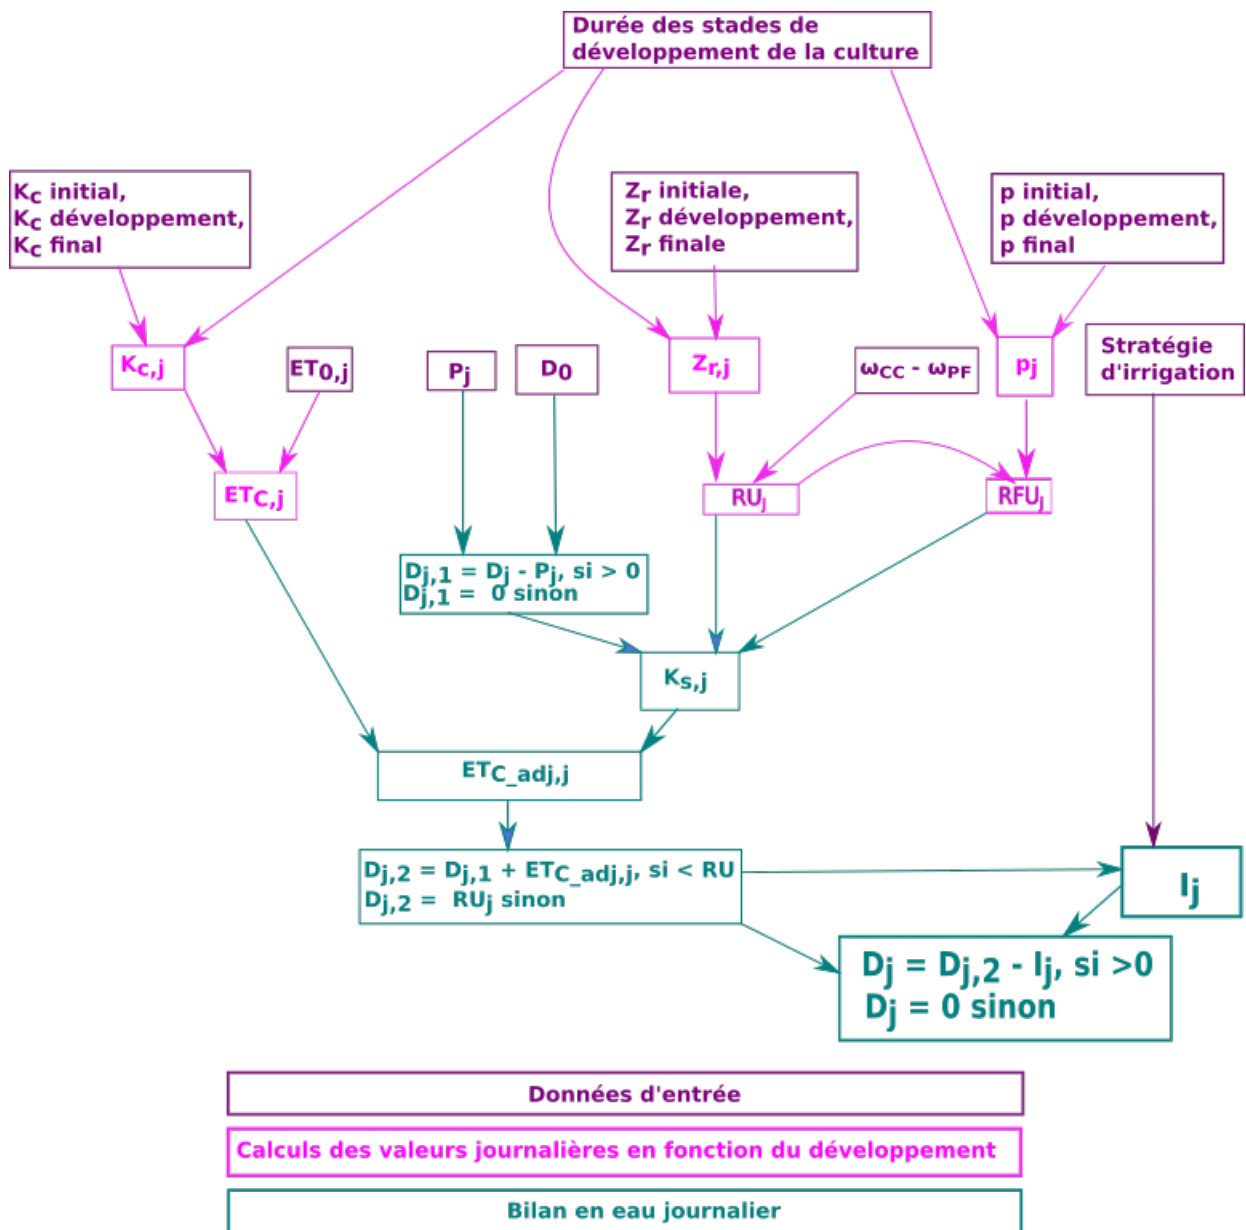 Durée des stades de
développement de la culture
Kc initial,
Kc développement,
Kc final
Zr initiale,
Zr développement,
Zr finale
p initial,
p développement,
p final
Kc,j
ET0,j
Pj
D0
Zr,j
ωCC - ωPF
pj
Stratégie
d'irrigation
ETC,j
RUj
RFUj
Dj,1 = Dj - Pj, si > 0
Dj,1 = 0 sinon
Ks,j
ETC_adj,j
Dj,2 = Dj,1 + ETC_adj,j, si < RU
Dj,2 = RUj sinon
Ij
Dj = Dj,2 - Ij, si >0
Dj = 0 sinon
Données d'entrée
Calculs des valeurs journalières en fonction du développement
Bilan en eau journalier